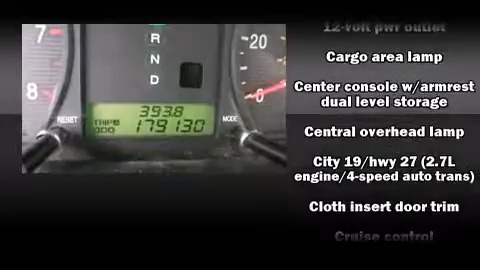 7
8
R
N
D
20
0
393.8
TRIP
ODO 179130
RESET
MODE
12-volt pwr outlet
Cargo area lamp
Center console w/armrest
dual level storage
Central overhead lamp
City 19/hwy 27 (2.7L
engine/4-speed auto trans)
Cloth insert door trim
Cruise control